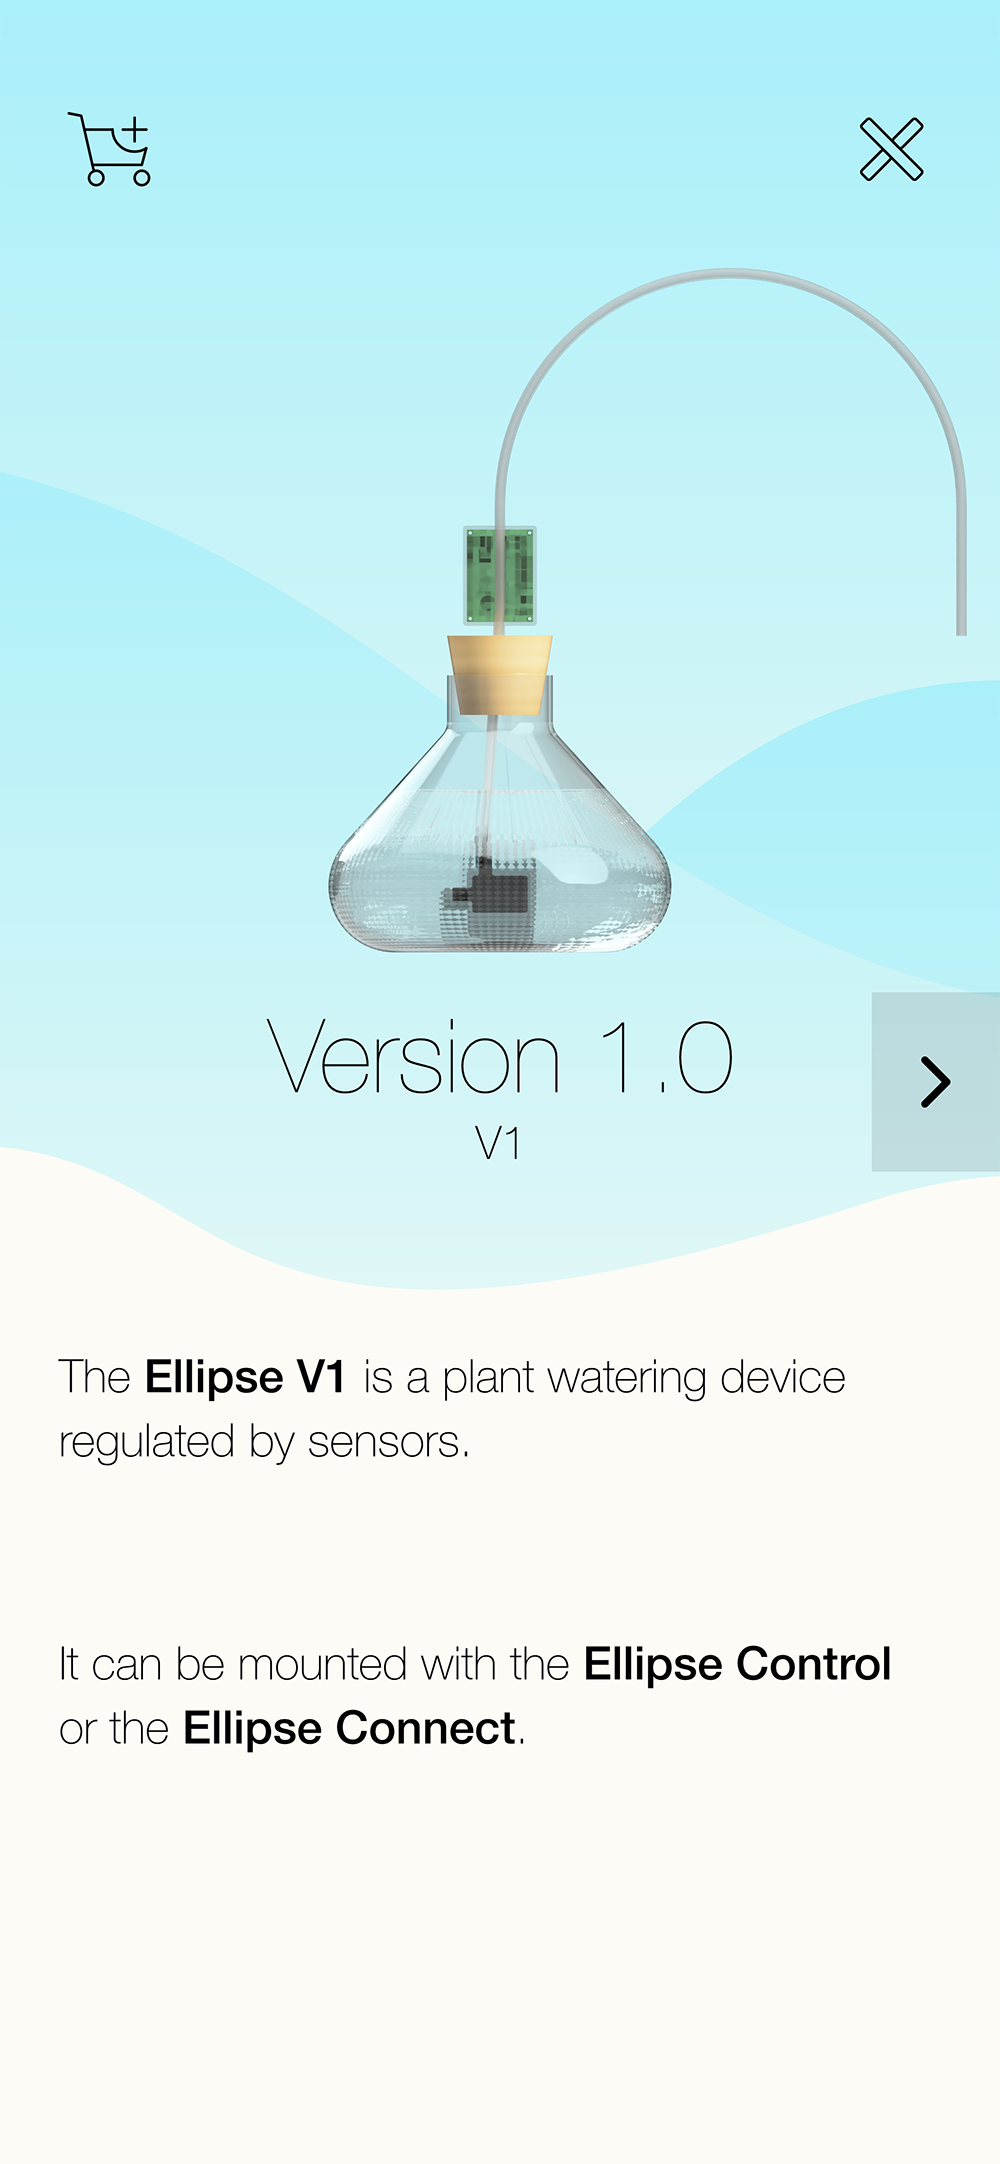 Version 1.0
V1
The Ellipse V1 is a plant watering device
regulated by sensors.
It can be mounted with the Ellipse Control
or the Ellipse Connect.